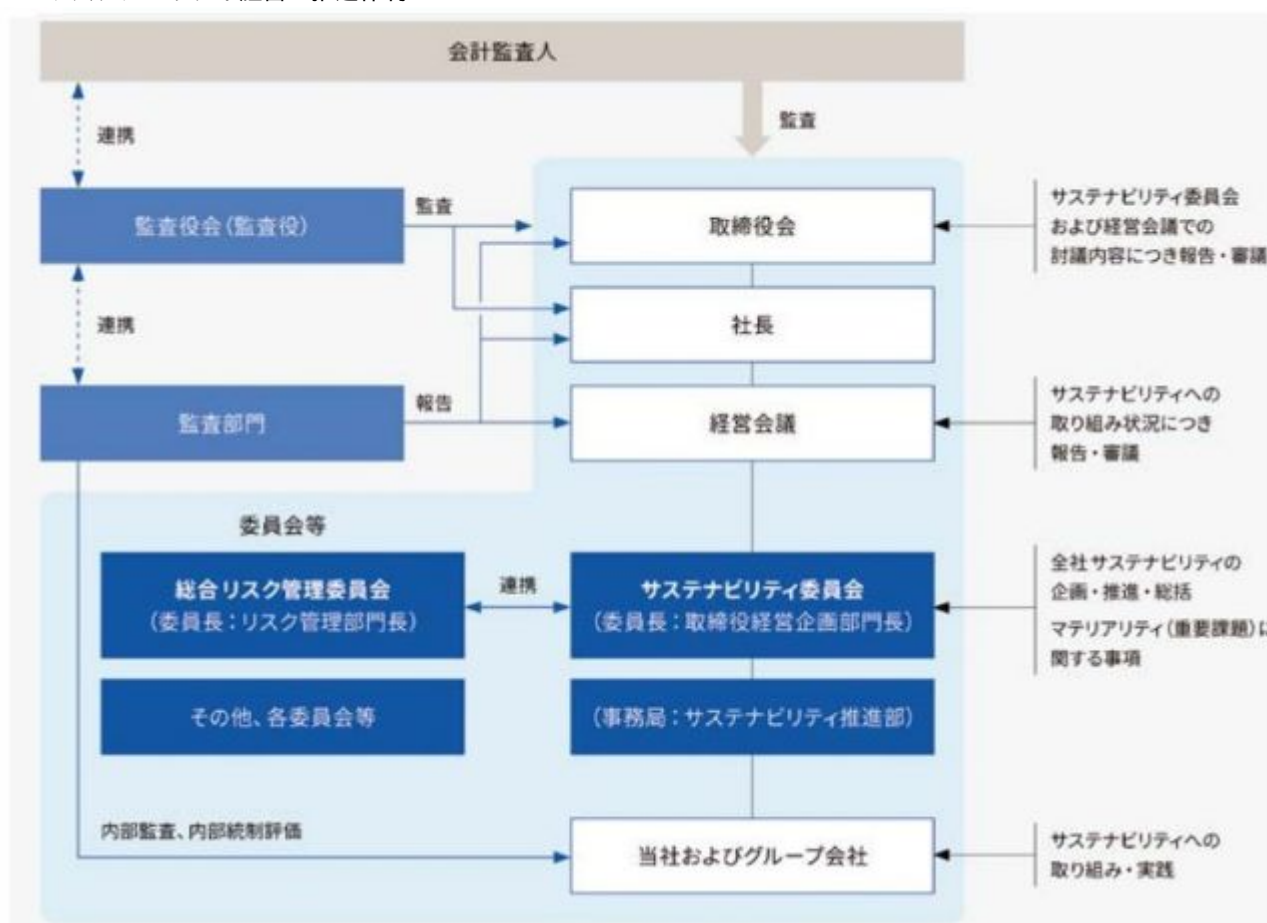 会計監査人
連携
監査
監査役会(監査役)
監査
取締役会
サステナビリティ委員会
および経営会議での
討議内容につき報告・審議
連携
社長
監査部門
報告
経営会議
サステナビリティへの
取り組み状況につき
報告・審議
委員会等
総合リスク管理委員会
(委員長:リスク管理部門長)
連携
サステナビリティ委員会
(委員長:取締役経営企画部門長)
全社サステナビリティの
企画・推進・総括
マテリアリティ(重要課題)に
関する事項
その他、各委員会等
(事務局:サステナビリティ推進部)
内部監査、内部統制評価
当社およびグループ会社
サステナビリティへの
取り組み・実践